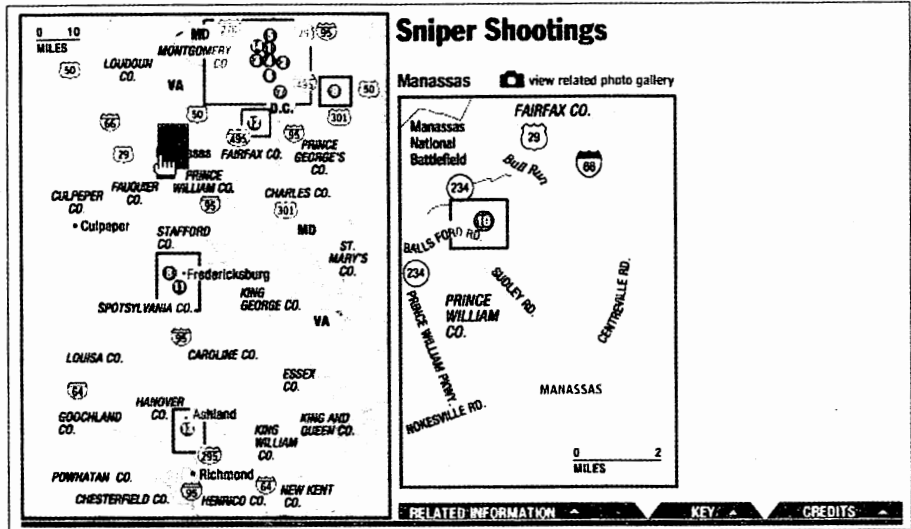 Sniper Shootings
0 10
MILES
MD
95
MONTGOMERY
CO
LOUDOUN
CO.
50
VA
50
D.C.
50
301
66
495
95
29
FAIRFAX CO.
PRINCE
GEORGE'S
CO.
FAUQUIER
CO.
PRINCE
WILLIAM CO.
CULPEPER
CO.
95
CHARLES CO.
301
• Culpeper
STAFFORD
CO.
MD
ST.
MARY'S
CO.
Fredericksburg
KING
GEORGE CO.
SPOTSYLVANIA CO.
VA
95
LOUISA CO.
CAROLINE CO.
64
ESSEX
CO.
HANOVER
CO.
Ashland
GOOCHLAND
CO.
KING
WILLIAM
CO.
KING AND
QUEEN CO.
295
POWHATAN CO.
• Richmond
64
CHESTERFIELD CO.
95
HENRICO CO.
NEW KENT
CO.
Manassas
view related photo gallery
FAIRFAX CO.
Manassas
National
Battlefield
29
66
Bull Run
234
10
BALLS FORD RD.
234
SUDLEY RD.
PRINCE
WILLIAM
CO.
CENTREVILLE RD.
PRINCE WILLIAM PKWY.
MANASSAS
NOKESVILLE RD.
0 2
MILES
RELATED INFORMATION
KEY
CREDITS